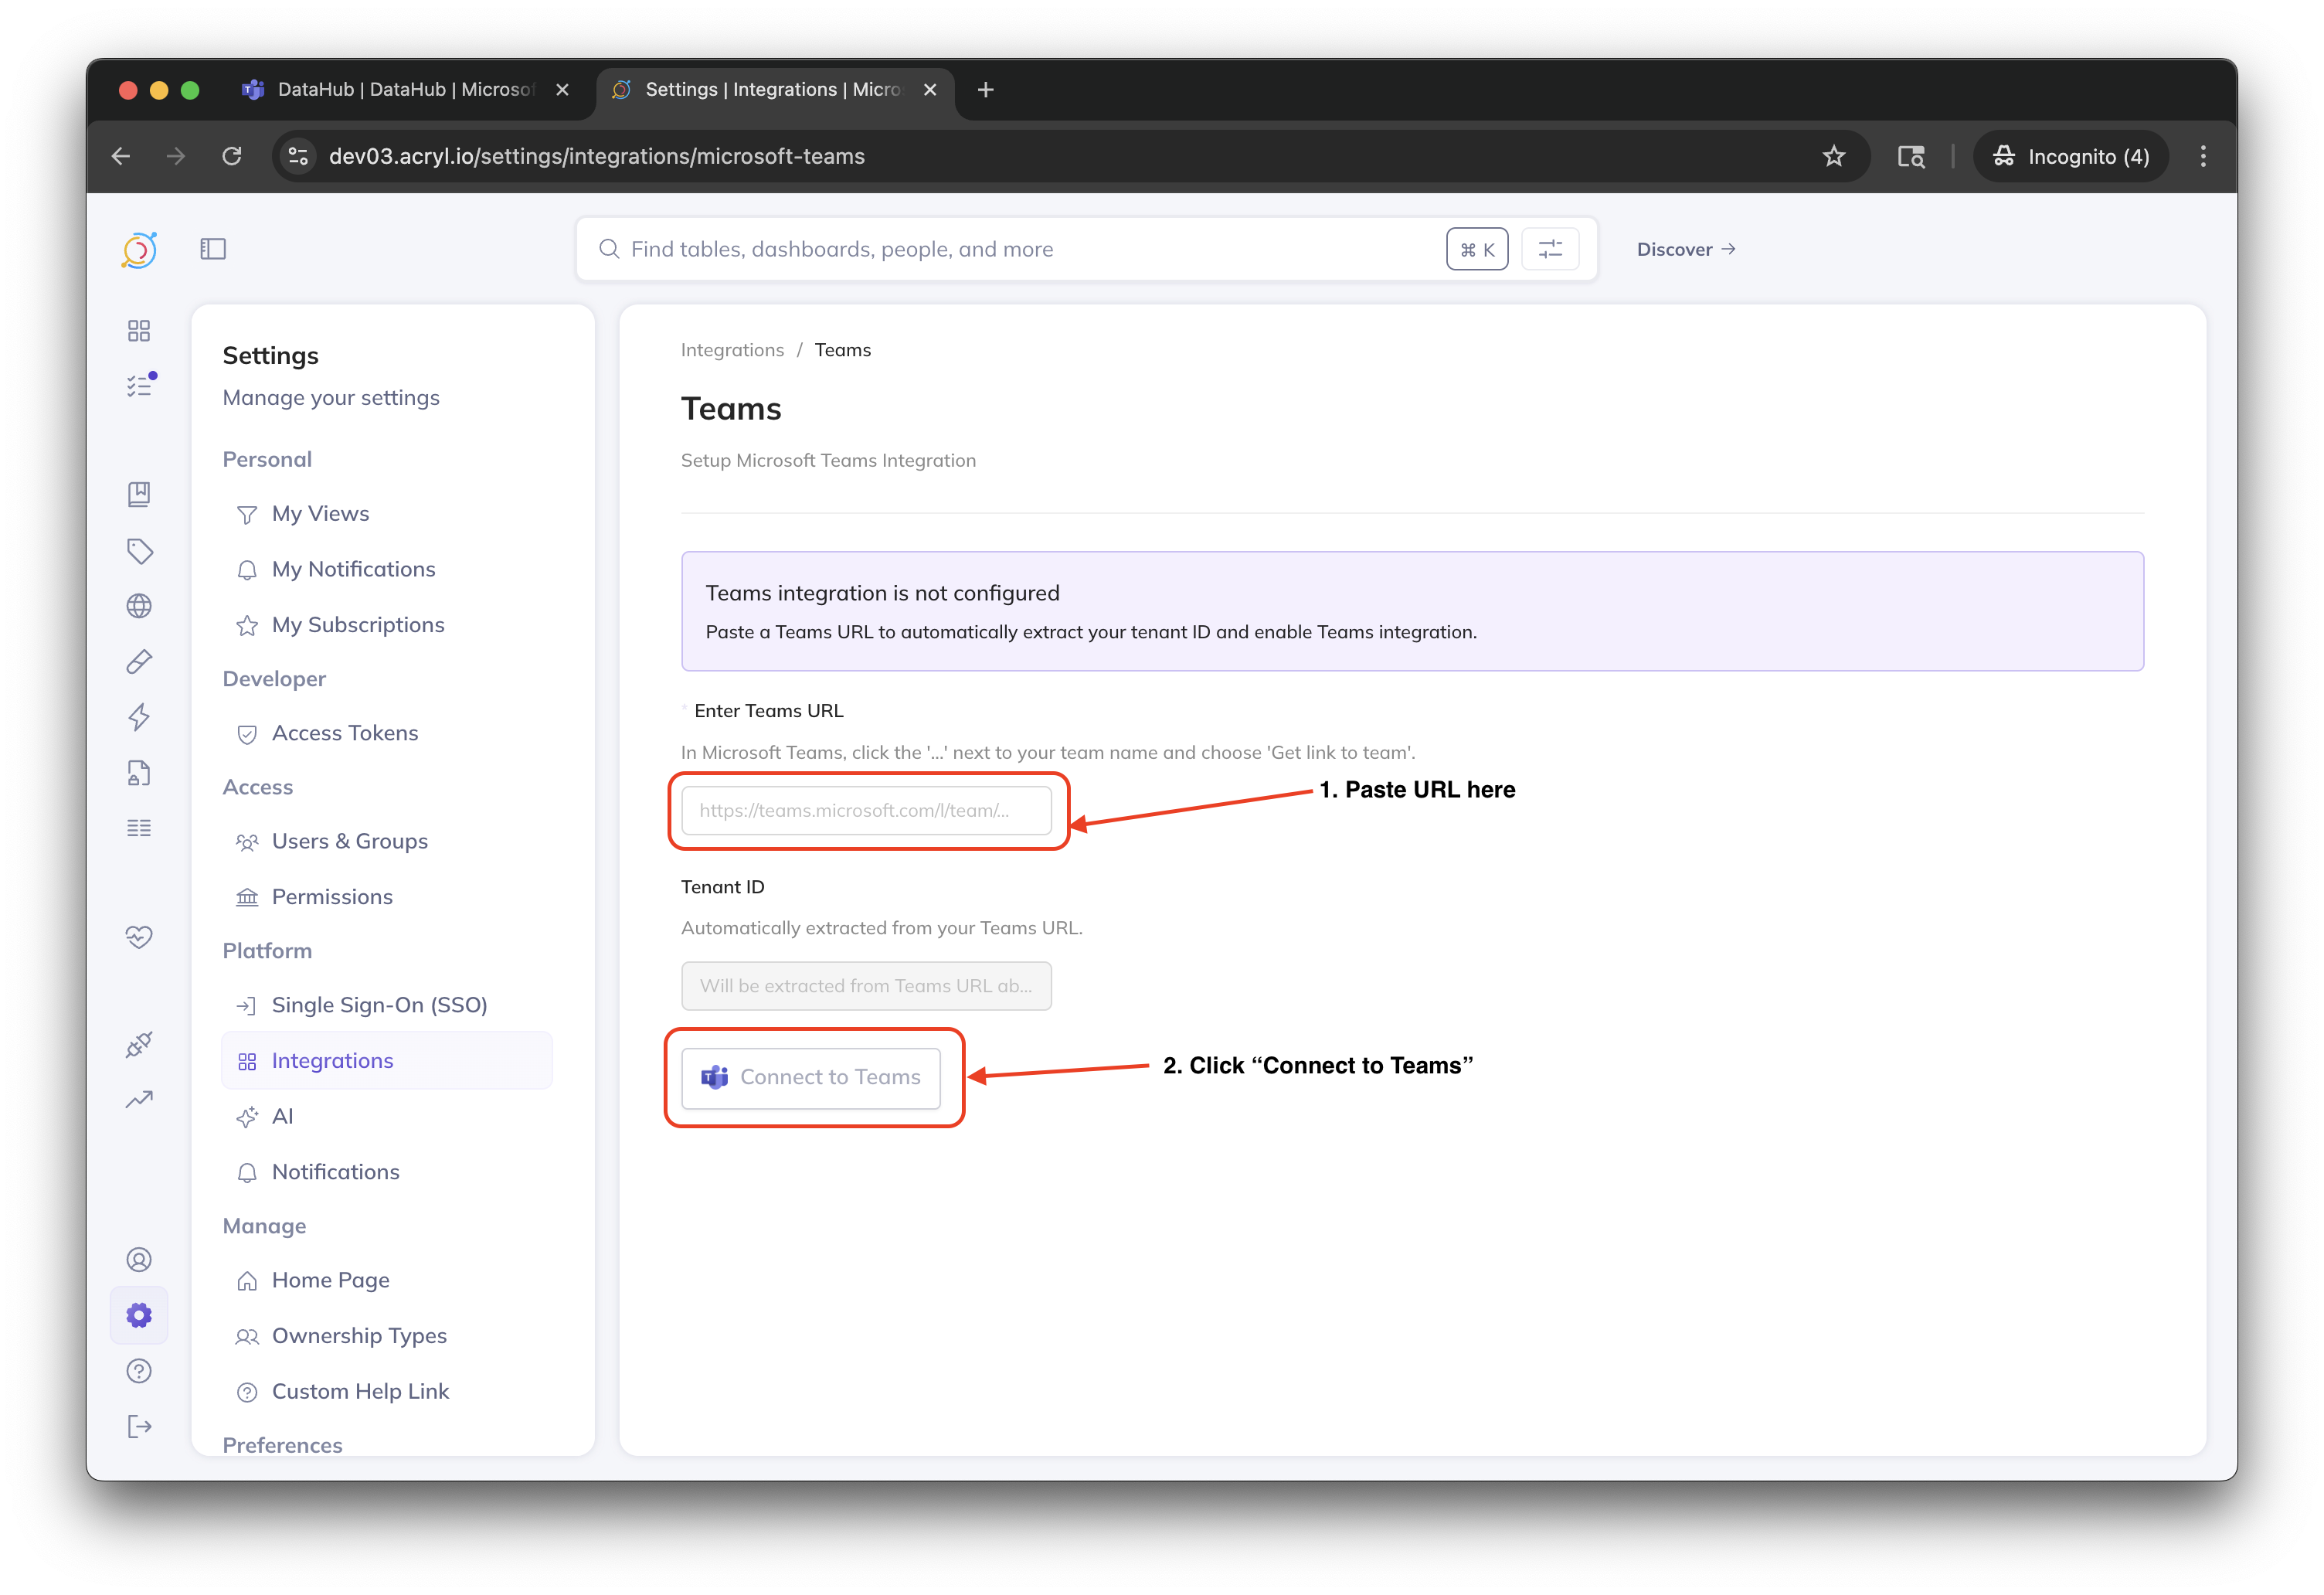 DataHub | DataHub | Microsof
Settings | Integrations | Micro
dev03.acryl.io/settings/integrations/microsoft-teams
Incognito (4)
Find tables, dashboards, people, and more
⌘ K
Discover →
Settings
Manage your settings
Personal
My Views
My Notifications
My Subscriptions
Developer
Access Tokens
Access
Users & Groups
Permissions
Platform
Single Sign-On (SSO)
Integrations
AI
Notifications
Manage
Home Page
Ownership Types
Custom Help Link
Preferences
Integrations / Teams
Teams
Setup Microsoft Teams Integration
Teams integration is not configured
Paste a Teams URL to automatically extract your tenant ID and enable Teams integration.
* Enter Teams URL
In Microsoft Teams, click the '...' next to your team name and choose 'Get link to team'.
https://teams.microsoft.com/l/team/...
1. Paste URL here
Tenant ID
Automatically extracted from your Teams URL.
Will be extracted from Teams URL ab...
Connect to Teams
2. Click “Connect to Teams”